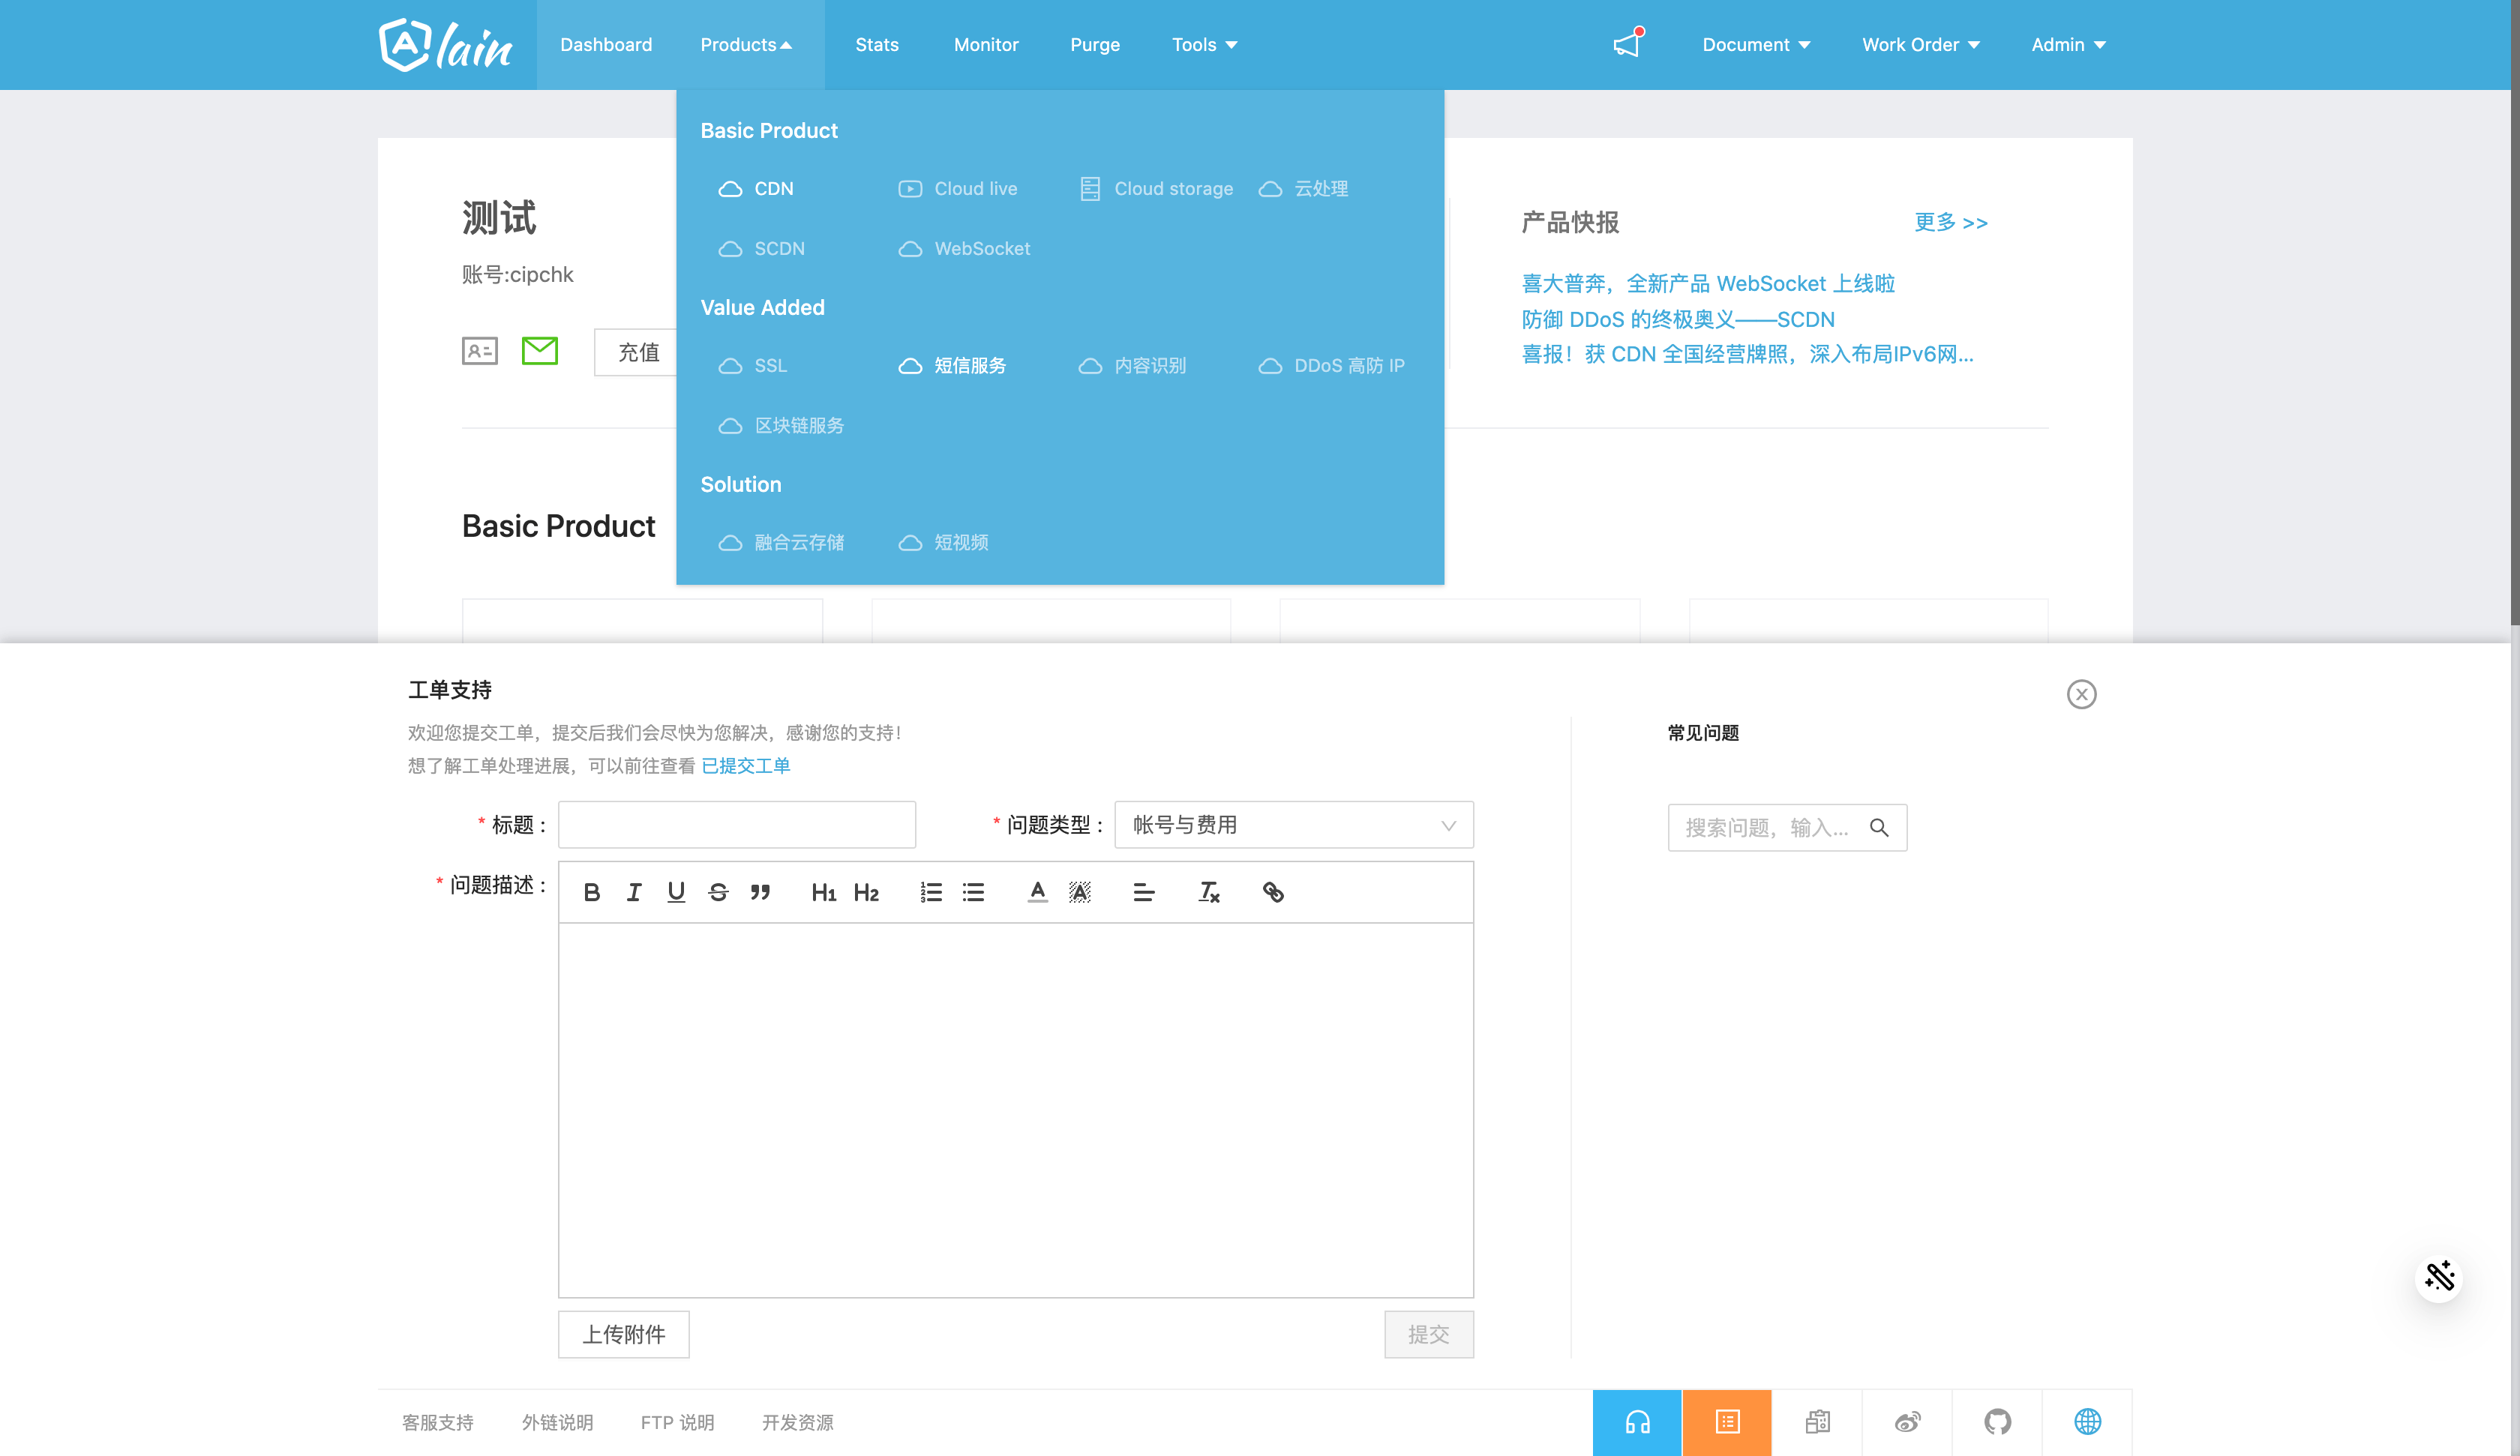 Alain
Dashboard
Products
Stats
Monitor
Purge
Tools
Document
Work Order
Admin
Basic Product
CDN
Cloud live
Cloud storage
云处理
SCDN
WebSocket
Value Added
SSL
短信服务
内容识别
DDoS 高防 IP
区块链服务
Solution
融合云存储
短视频
测试
账号:cipchk
充值
产品快报
更多 >>
喜大普奔，全新产品 WebSocket 上线啦
防御 DDoS 的终极奥义——SCDN
喜报！获 CDN 全国经营牌照，深入布局IPv6网...
Basic Product
工单支持
欢迎您提交工单，提交后我们会尽快为您解决，感谢您的支持！
想了解工单处理进展，可以前往查看 已提交工单
* 标题 :
* 问题类型 :
帐号与费用
* 问题描述 :
H1
H2
上传附件
提交
常见问题
搜索问题，输入...
客服支持
外链说明
FTP 说明
开发资源